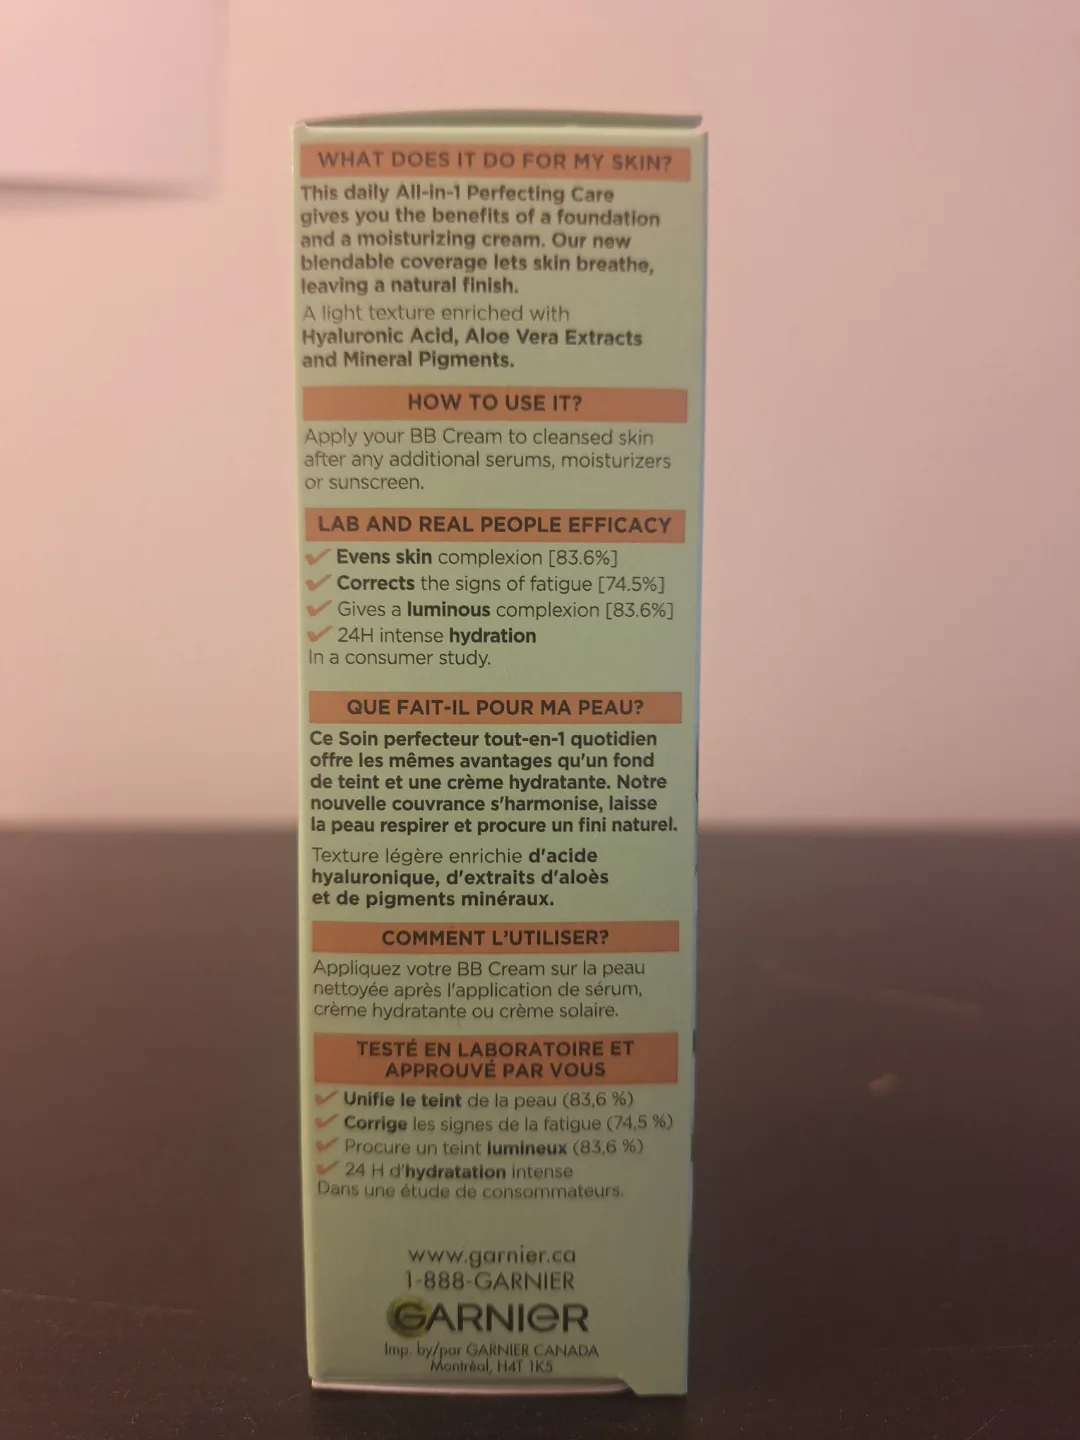 WHAT DOES IT DO FOR MY SKIN?
This daily All-in-1 Perfecting Care
gives you the benefits of a foundation
and a moisturizing cream. Our new
blendable coverage lets skin breathe,
leaving a natural finish.
A light texture enriched with
Hyaluronic Acid, Aloe Vera Extracts
and Mineral Pigments.
HOW TO USE IT?
Apply your BB Cream to cleansed skin
after any additional serums, moisturizers
or sunscreen.
LAB AND REAL PEOPLE EFFICACY
Evens skin complexion [83.6%]
Corrects the signs of fatigue [74.5%]
Gives a luminous complexion [83.6%]
24H intense hydration
In a consumer study.
QUE FAIT-IL POUR MA PEAU?
Ce Soin perfecteur tout-en-1 quotidien
offre les mêmes avantages qu'un fond
de teint et une crème hydratante. Notre
nouvelle couvrance s'harmonise, laisse
la peau respirer et procure un fini naturel.
Texture légère enrichie d'acide
hyaluronique, d'extraits d'aloès
et de pigments minéraux.
COMMENT L'UTILISER?
Appliquez votre BB Cream sur la peau
nettoyée après l'application de sérum,
crème hydratante ou crème solaire.
TESTÉ EN LABORATOIRE ET
APPROUVÉ PAR VOUS
Unifie le teint de la peau (83,6 %)
Corrige les signes de la fatigue (74,5 %)
Procure un teint lumineux (83,6 %)
24 H d'hydratation intense
Dans une étude de consommateurs.
www.garnier.ca
1-888-GARNIER
GARNIER
Imp. by/par GARNIER CANADA
Montréal, H4T 1K5